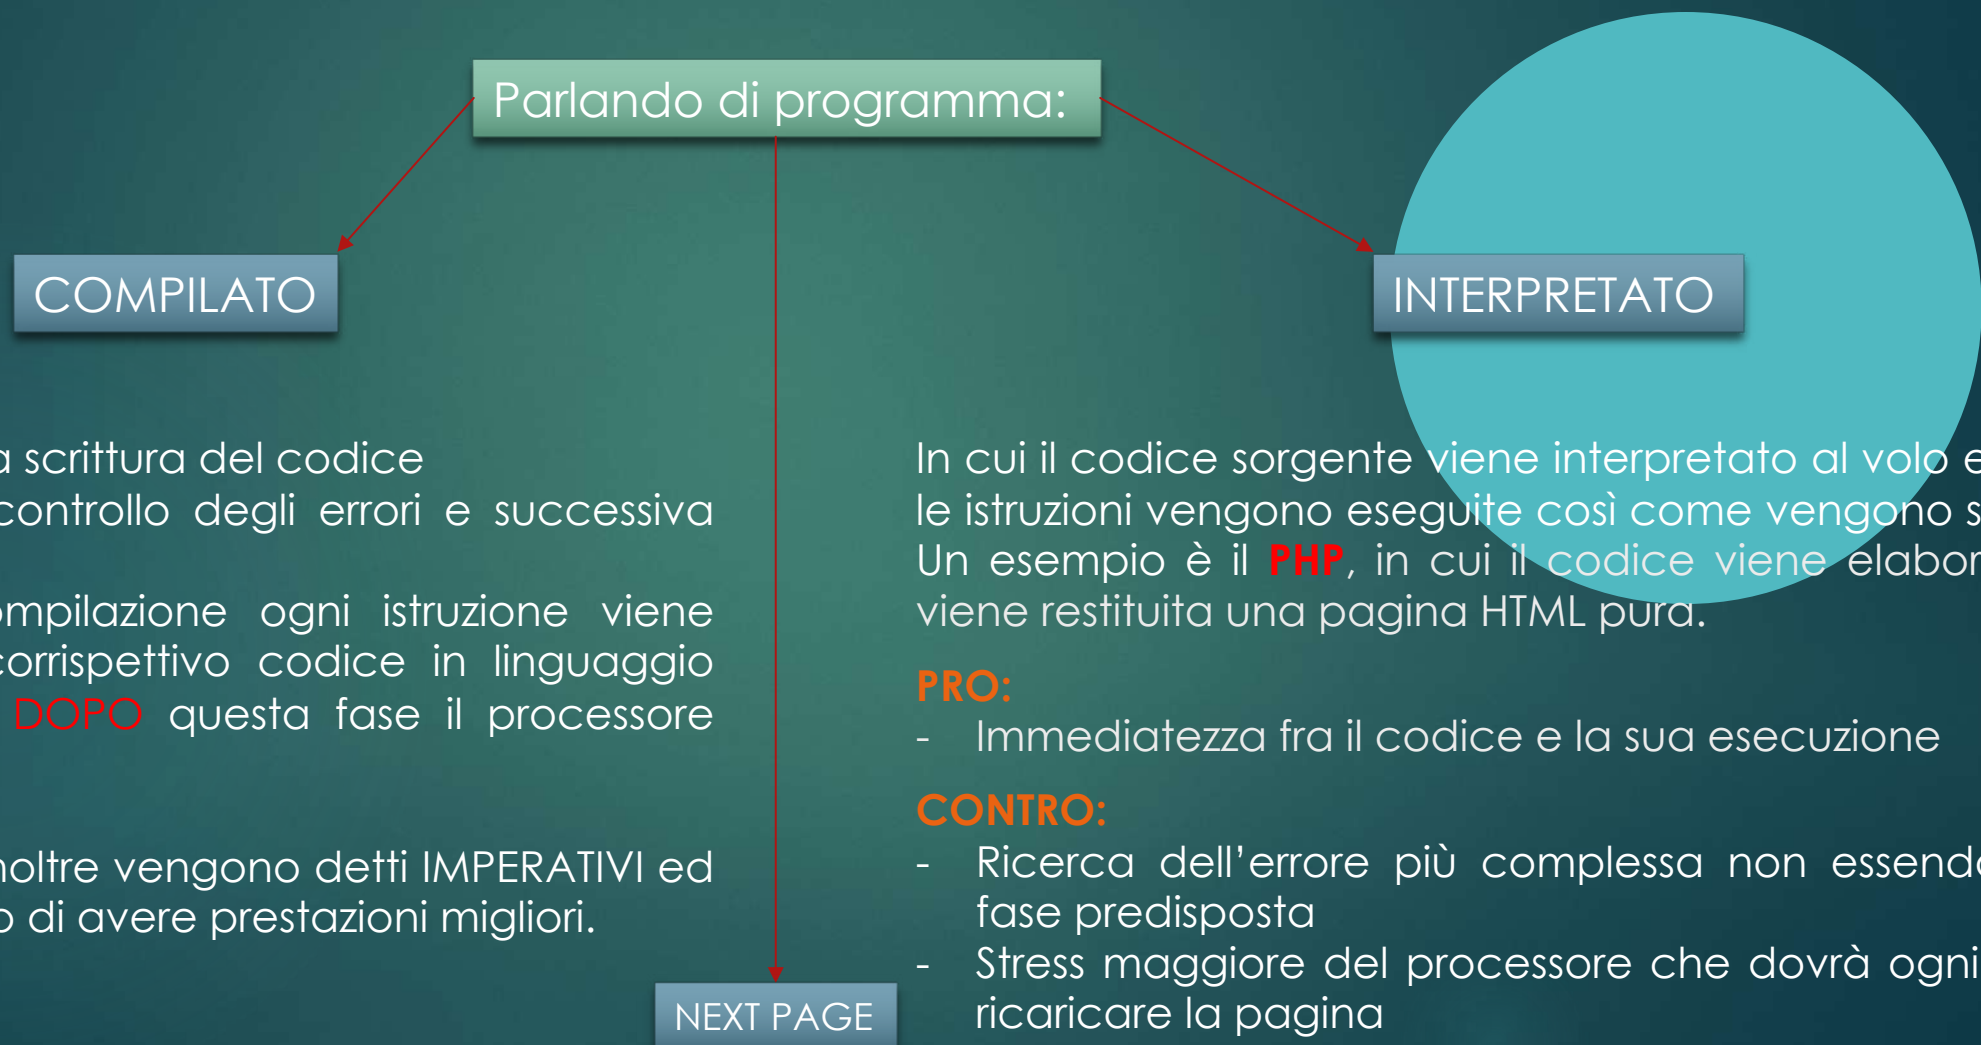 Parlando di programma:
COMPILATO
INTERPRETATO
a scrittura del codice
controllo degli errori e successiva
ompilazione ogni istruzione viene
corrispettivo codice in linguaggio
DOPO questa fase il processore
noltre vengono detti IMPERATIVI ed
o di avere prestazioni migliori.
In cui il codice sorgente viene interpretato al volo e
le istruzioni vengono eseguite così come vengono s
Un esempio è il PHP, in cui il codice viene elabor
viene restituita una pagina HTML pura.
PRO:
- Immediatezza fra il codice e la sua esecuzione
CONTRO:
- Ricerca dell’errore più complessa non essendo
fase predisposta
- Stress maggiore del processore che dovrà ogni
ricaricare la pagina
NEXT PAGE